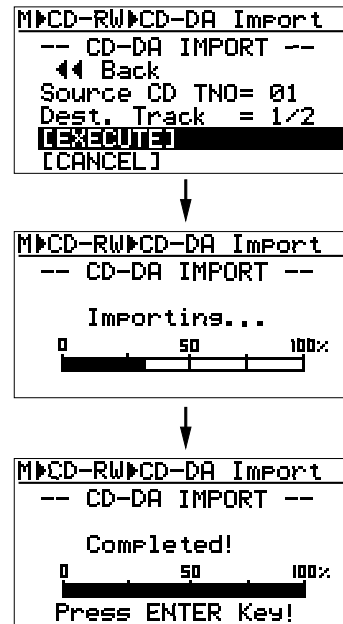 M▶CD-RW▶CD-DA Import
-- CD-DA IMPORT --
◀◀ Back
Source CD TNO= 01
Dest. Track = 1/2
[EXECUTE]
[CANCEL]
M▶CD-RW▶CD-DA Import
-- CD-DA IMPORT --
Importing...
0 50 100%
M▶CD-RW▶CD-DA Import
-- CD-DA IMPORT --
Completed!
0 50 100%
Press ENTER Key!